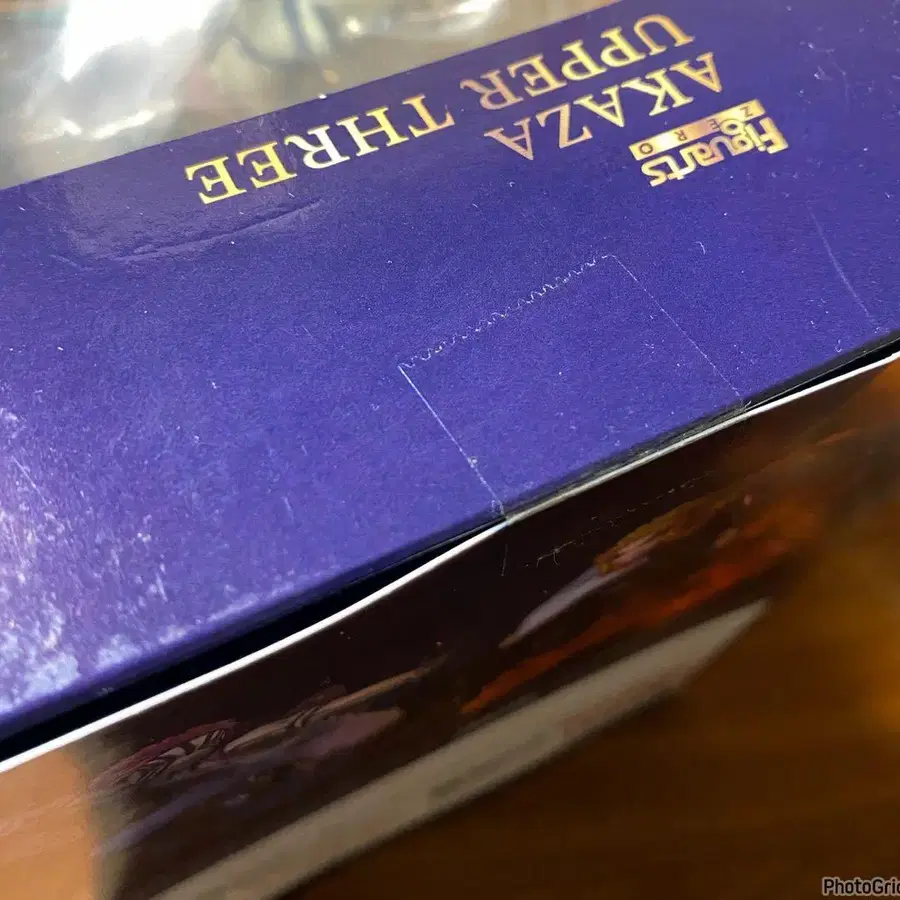 Figuarts
ZERO
AKAZA
UPPER THREE
PhotoGrid